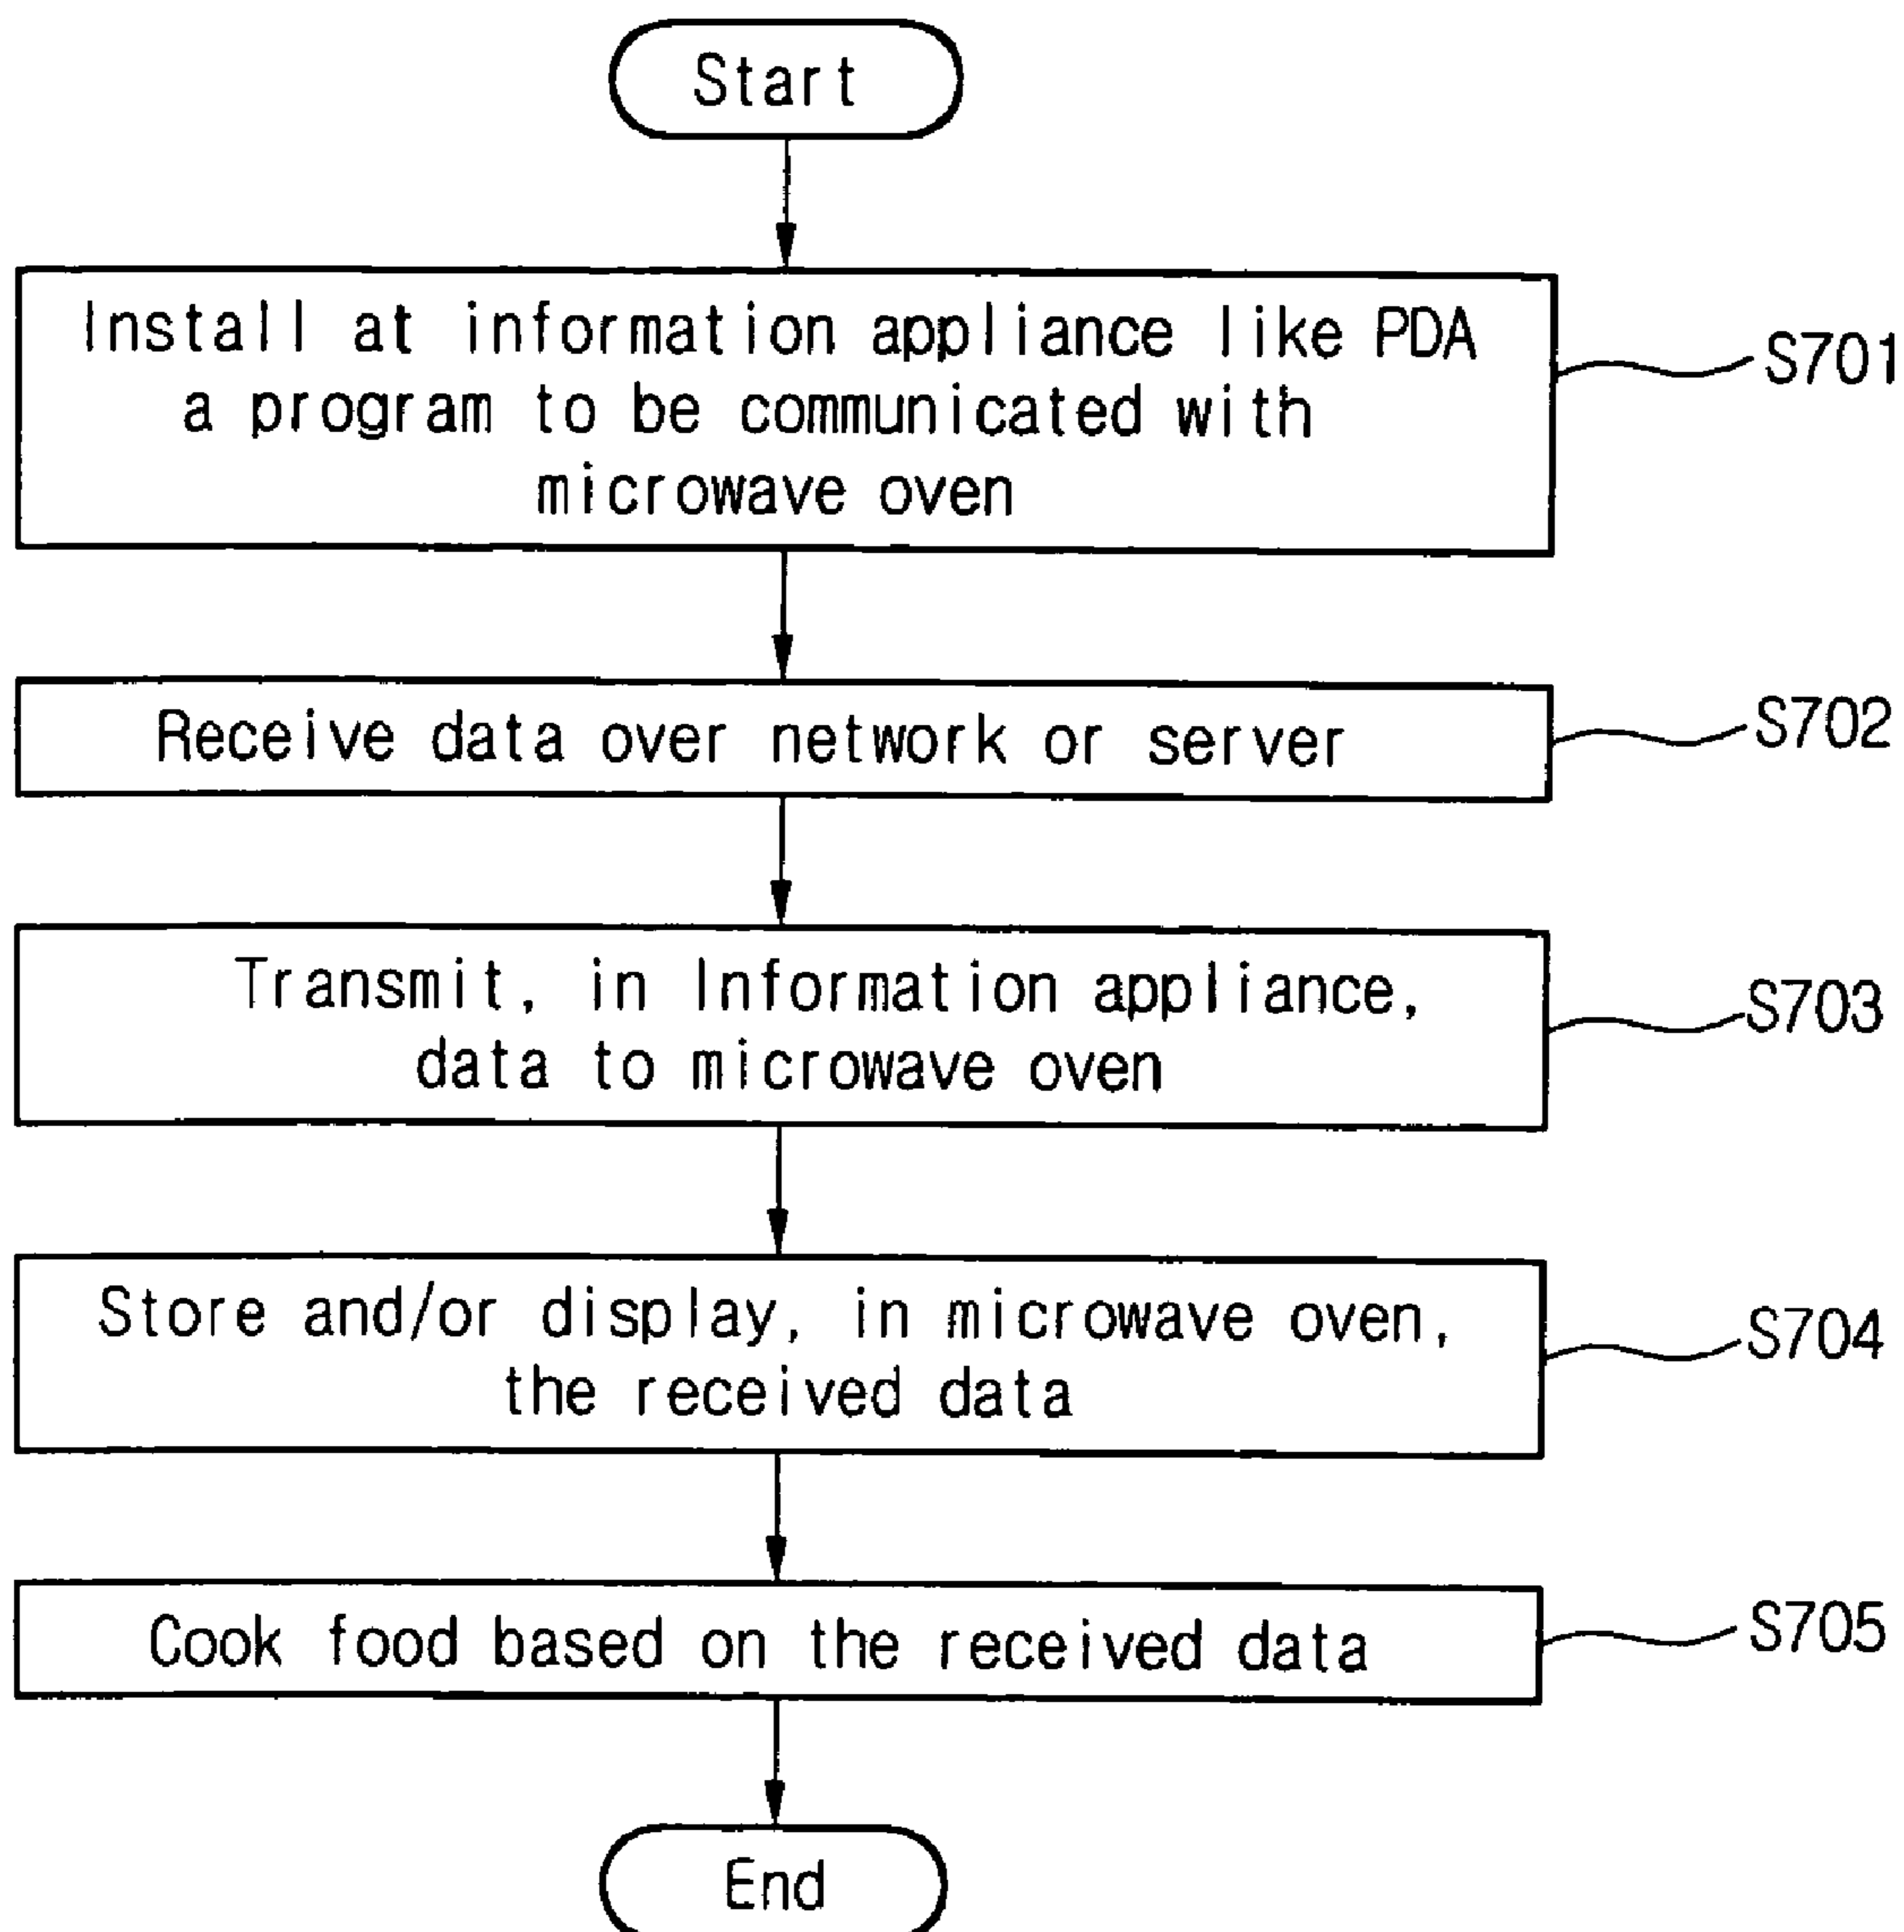 Start
Install at information appliance like PDA
a program to be communicated with
microwave oven
S701
Receive data over network or server
S702
Transmit, in Information appliance,
data to microwave oven
S703
Store and/or display, in microwave oven,
the received data
S704
Cook food based on the received data
S705
End